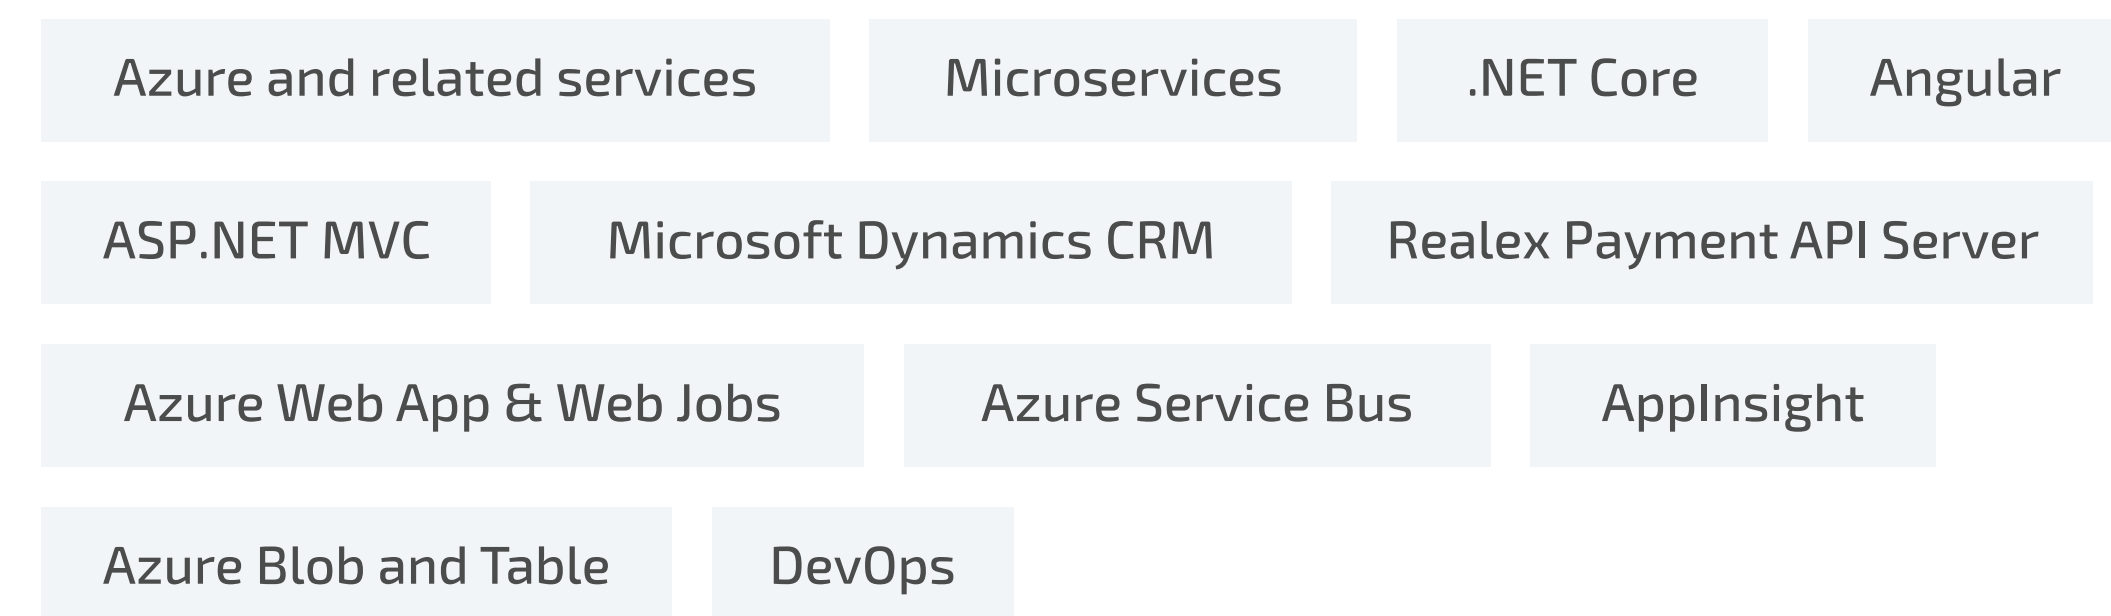 Azure and related services Microservices .NET Core Angular
ASP.NET MVC Microsoft Dynamics CRM Realex Payment API Server
Azure Web App & Web Jobs Azure Service Bus AppInsight
Azure Blob and Table DevOps